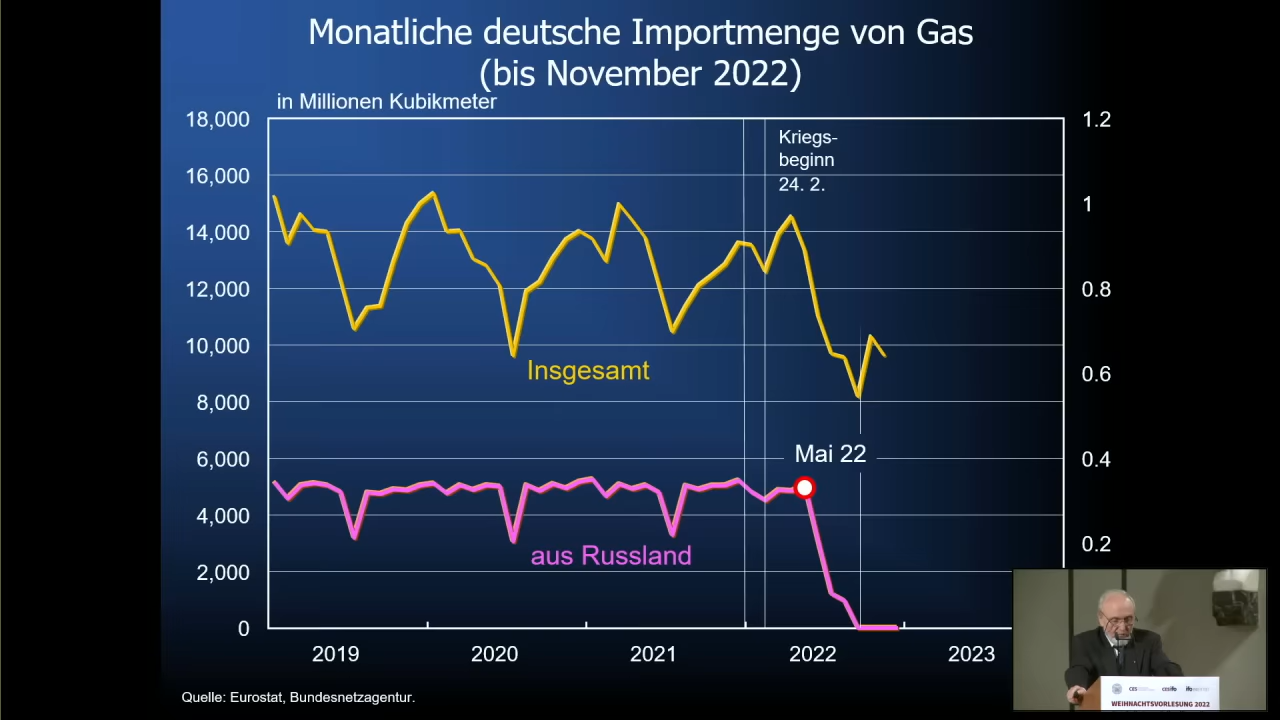 Monatliche deutsche Importmenge von Gas
(bis November 2022)
in Millionen Kubikmeter
18,000
16,000
14,000
12,000
10,000
8,000
6,000
4,000
2,000
0
1.2
1
0.8
0.6
0.4
0.2
Kriegs-
beginn
24. 2.
Insgesamt
Mai 22
aus Russland
2019
2020
2021
2022
2023
Quelle: Eurostat, Bundesnetzagentur.
CES
cesifo
ifo
WEIHNACHTSVORLESUNG 2022